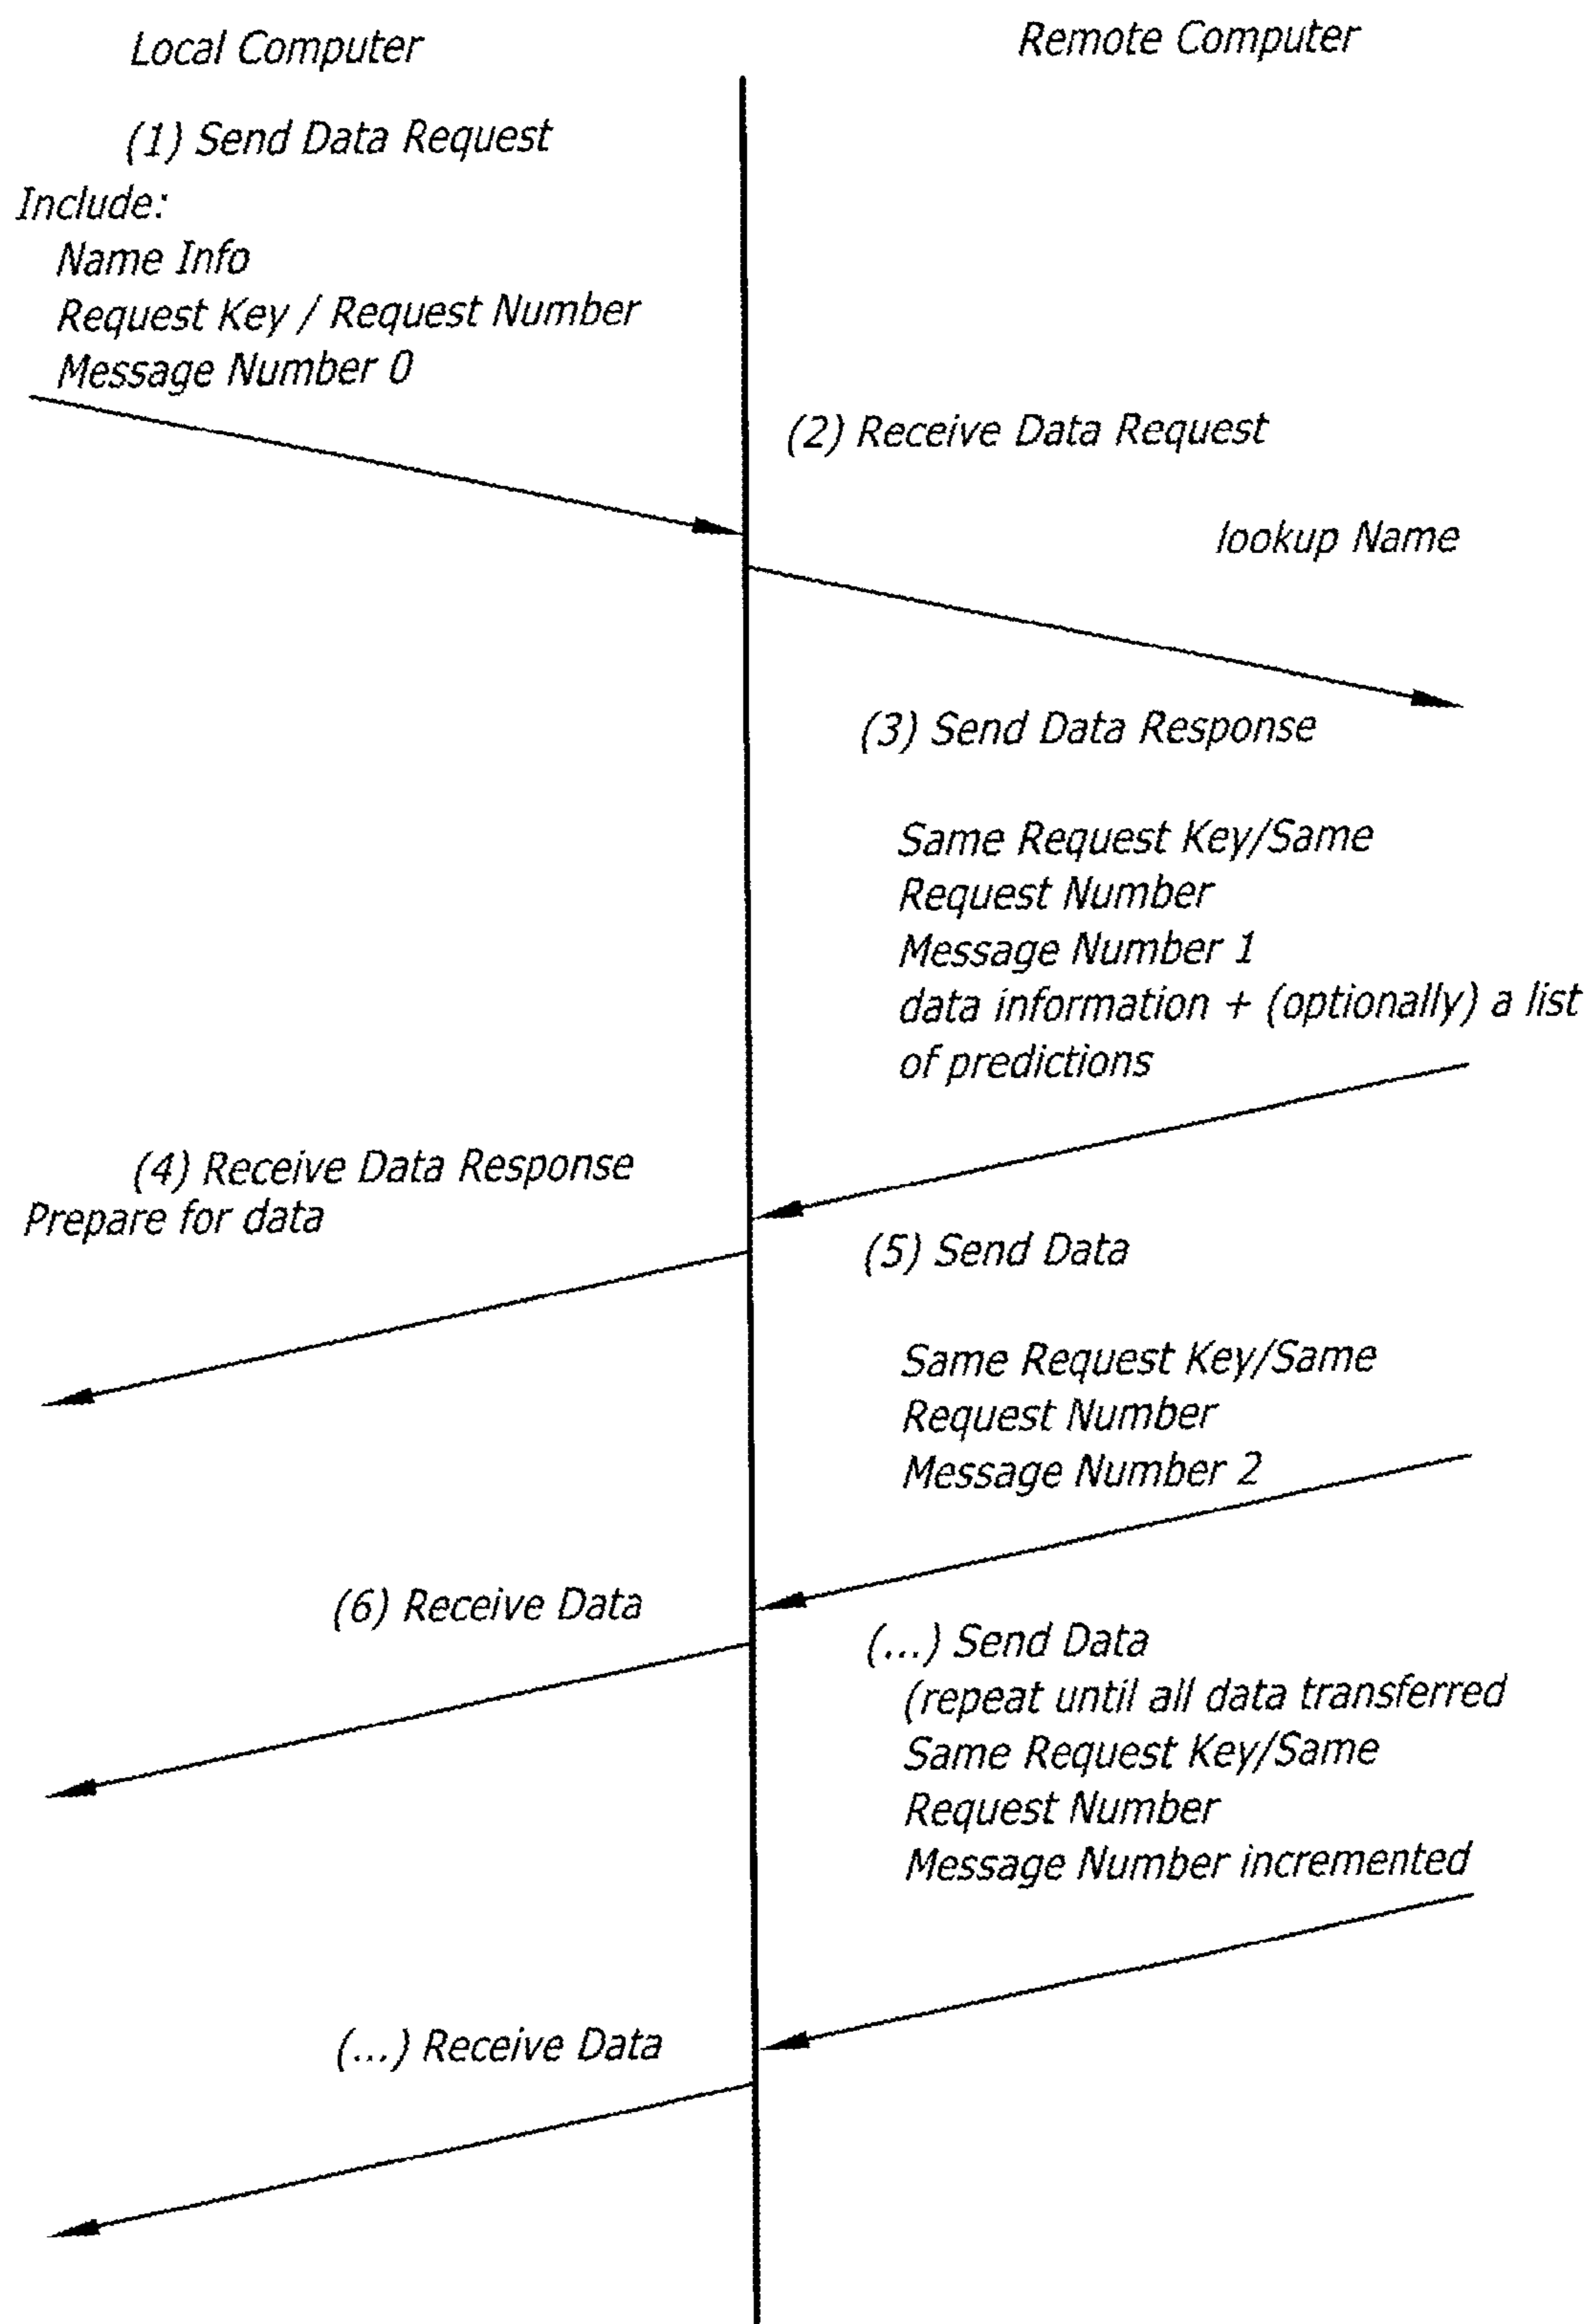 Local Computer
Remote Computer
(1) Send Data Request
Include:
Name Info
Request Key / Request Number
Message Number 0
(2) Receive Data Request
lookup Name
(3) Send Data Response
Same Request Key/Same
Request Number
Message Number 1
data information + (optionally) a list
of predictions
(4) Receive Data Response
Prepare for data
(5) Send Data
Same Request Key/Same
Request Number
Message Number 2
(6) Receive Data
(...) Send Data
(repeat until all data transferred
Same Request Key/Same
Request Number
Message Number incremented
(...) Receive Data